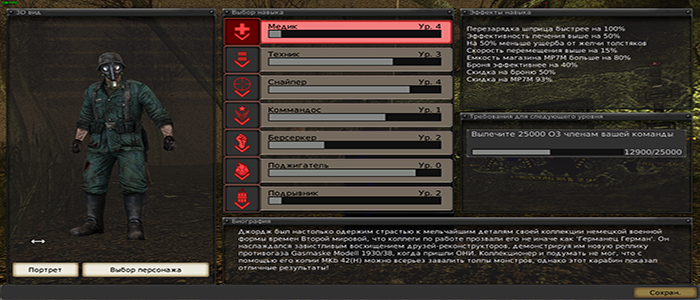 3D вид
Выбор навыка
Эффекты навыка
Медик Ур. 4
Техник Ур. 3
Снайпер Ур. 4
Коммандос Ур. 1
Берсеркер Ур. 2
Поджигатель Ур. 0
Подрывник Ур. 2
Перезарядка шприца быстрее на 100%
Эффективность лечения выше на 50%
На 50% меньше ущерба от желчи толстяков
Скорость перемещения выше на 15%
Емкость магазина MP7M больше на 80%
Броня эффективнее на 40%
Скидка на броню 50%
Скидка на MP7M 93%
Требования для следующего уровня
Вылечите 25000 ОЗ членам вашей команды
12900/25000
Биография
Джордж был настолько одержим страстью к мельчайшим деталям своей коллекции немецкой военной
формы времен Второй мировой, что коллеги по работе прозвали его не иначе как 'Германец Герман'. Он
наслаждался завистливым восхищением друзей-реконструкторов, демонстрируя им новую реплику
противогаза Gasmaske Modell 1930/38, когда пришли ОНИ. Коллекционер и подумать не мог, что с
помощью его копии MKb 42(H) можно всерьез завалить толпы монстров, однако этот карабин показал
отличные результаты!
Портрет
Выбор персонажа
Сохран.